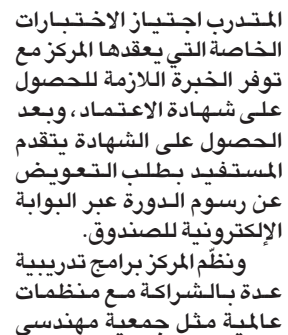 المتدرب اجتياز الاختبارات
الخاصة التي يعقدها المركز مع
توفر الخبرة اللازمة للحصول
على شهادة الاعتماد، وبعد
الحصول على الشهادة يتقدم
المستفيد بطلب التعويض
عن رسوم الدورة عبر البوابة
الإلكترونية للصندوق.
ونظّم المركز برامج تدريبية
عدة بالشراكة مع منظمات
عالمية مثل جمعية مهندسي